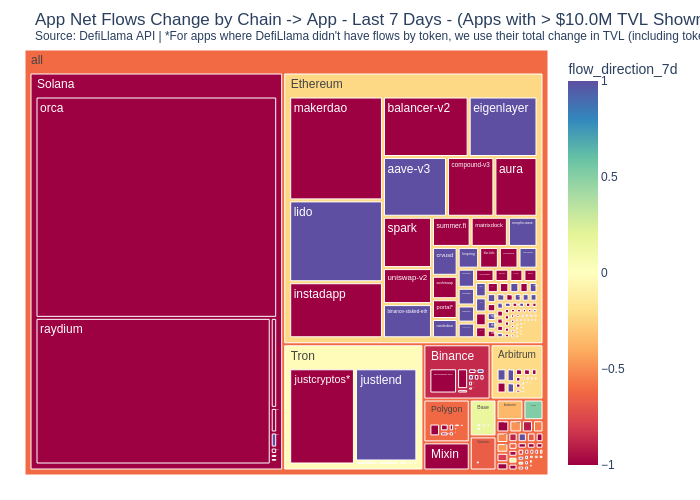 App Net Flows Change by Chain -> App - Last 7 Days - (Apps with > $10.0M TVL Shown
Source: DefiLlama API | *For apps where DefiLlama didn't have flows by token, we use their total change in TVL (including toke
flow_direction_7d
all
Solana
orca
raydium
Ethereum
makerdao
balancer-v2
eigenlayer
aave-v3
compound-v3
aura
lido
spark
summer.fi
matrixdock
crvusd
uniswap-v2
instadapp
binance-staked-eth
portal*
Tron
justcryptos*
justlend
Binance
Arbitrum
Polygon
Base
Mixin
1
0.5
0
−0.5
−1